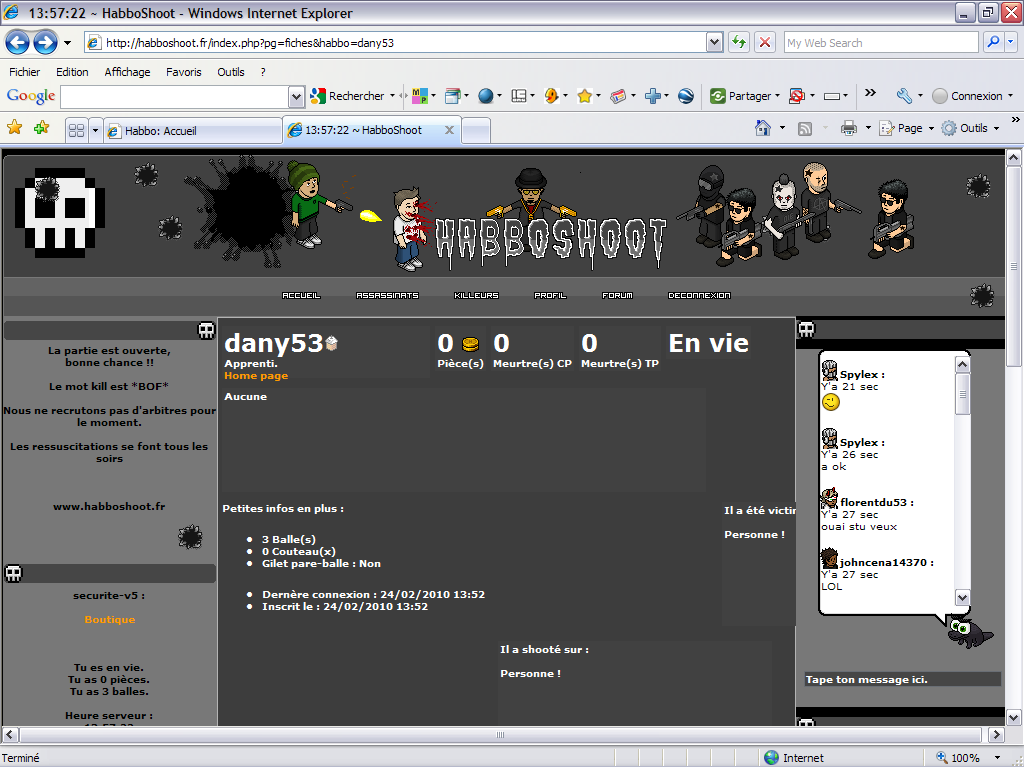 13:57:22 ~ HabboShoot - Windows Internet Explorer
http://habboshoot.fr/index.php?pg=fiches&habbo=dany53
My Web Search
Fichier Edition Affichage Favoris Outils ?
Google Rechercher Partager Connexion
Habbo: Accueil 13:57:22 ~ HabboShoot Page Outils
HABBOSHOOT
ACCUEIL ASSASSINATS KILLEURS PROFIL FORUM DECONNEXION
La partie est ouverte,
bonne chance !!
Le mot kill est *BOF*
Nous ne recrutons pas d'arbitres pour
le moment.
Les ressuscitations se font tous les
soirs
www.habboshoot.fr
securite-v5 :
Boutique
Tu es en vie.
Tu as 0 pièces.
Tu as 3 balles.
Heure serveur :
dany53 0 0 0 En vie
Apprenti. Pièce(s) Meurtre(s) CP Meurtre(s) TP
Home page
Aucune
Petites infos en plus :
3 Balle(s)
0 Couteau(x)
Gilet pare-balle : Non
Dernère connexion : 24/02/2010 13:52
Inscrit le : 24/02/2010 13:52
Il a été victim
Personne !
Il a shooté sur :
Personne !
Spylex :
Y'a 21 sec
Spylex :
Y'a 26 sec
a ok
florentdu53 :
Y'a 27 sec
ouai stu veux
johncena14370 :
Y'a 27 sec
LOL
Tape ton message ici.
Terminé Internet 100%